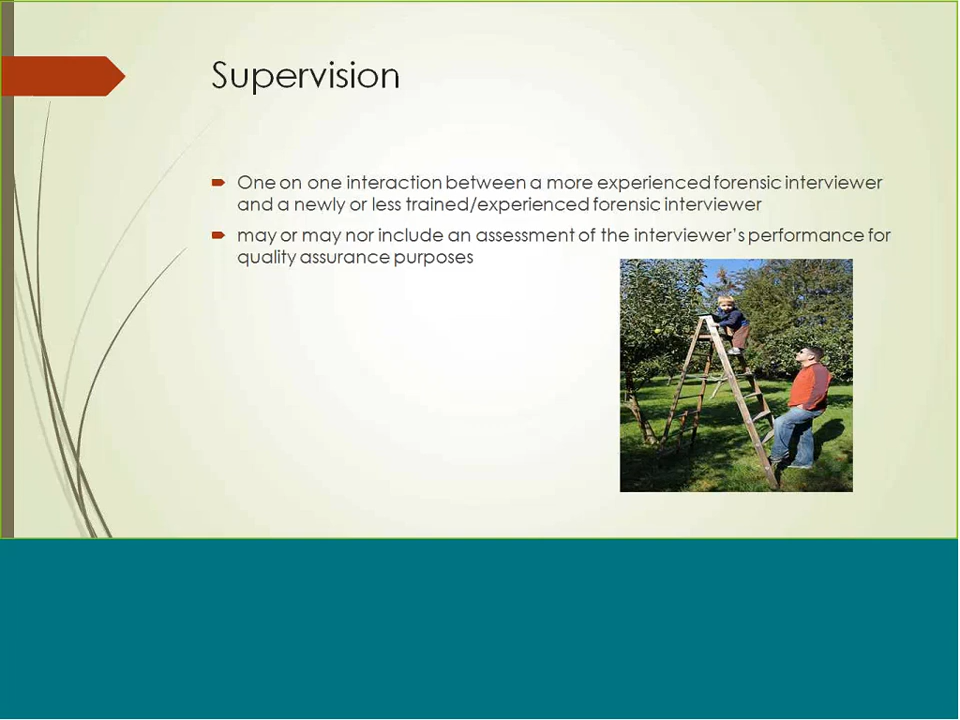 Supervision
One on one interaction between a more experienced forensic interviewer
and a newly or less trained/experienced forensic interviewer
may or may nor include an assessment of the interviewer's performance for
quality assurance purposes